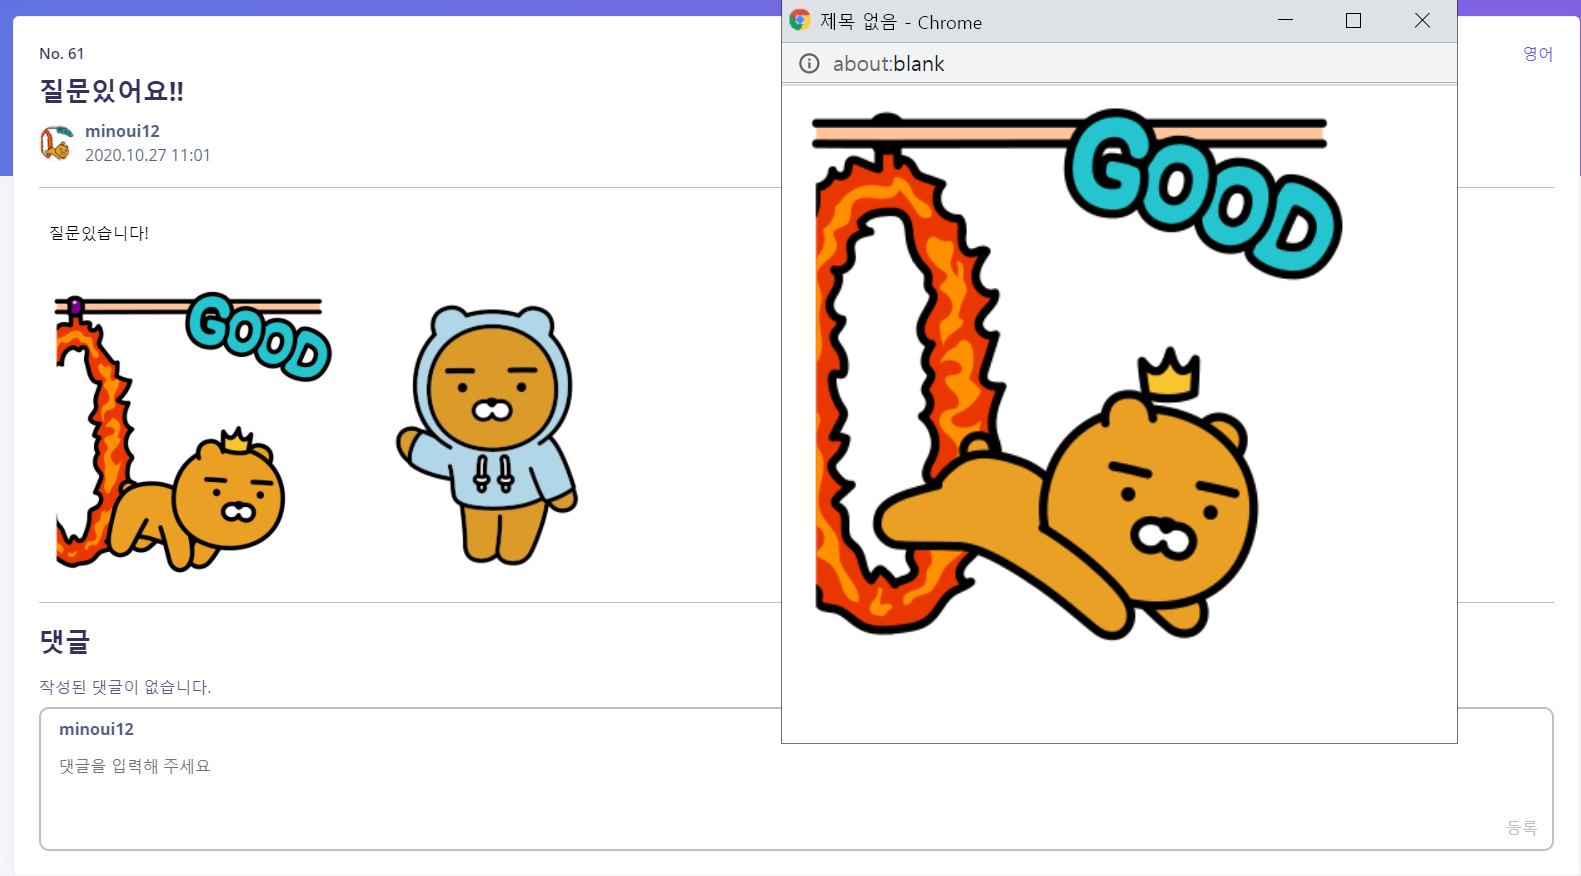 No. 61
질문있어요!!
minoui12
2020.10.27 11:01
영어
질문있습니다!
GOOD
댓글
작성된 댓글이 없습니다.
minoui12
댓글을 입력해 주세요
등록
제목 없음 - Chrome
about:blank
GOOD